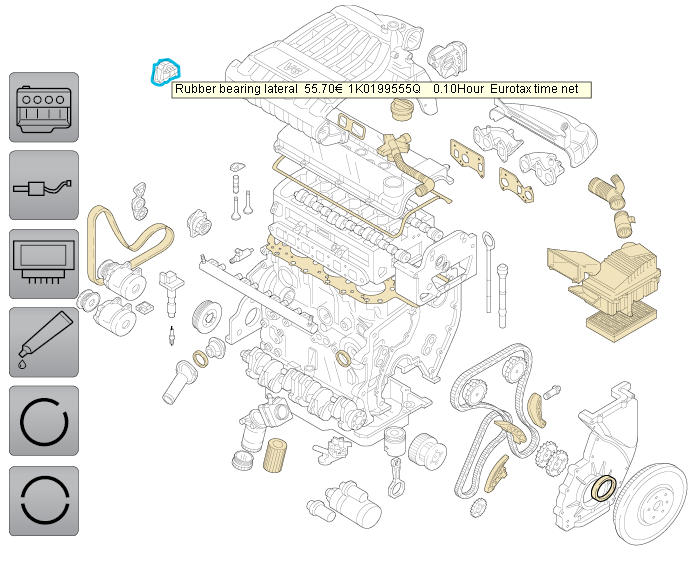 Rubber bearing lateral 55.70€ 1K0199555Q 0.10Hour Eurotax time net